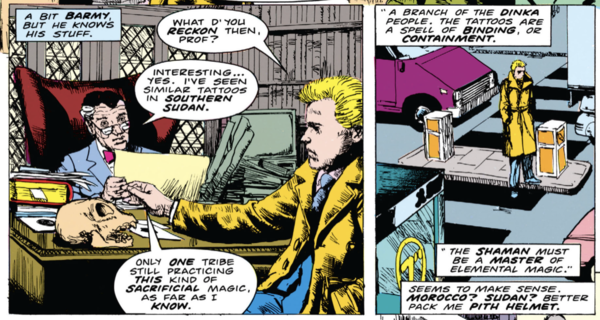 A BIT BARMY,
BUT HE KNOWS
HIS STUFF.
WHAT D'YOU
RECKON THEN,
PROF?
INTERESTING...
YES. I'VE SEEN
SIMILAR TATTOOS
IN SOUTHERN
SUDAN.
ONLY ONE TRIBE
STILL PRACTICING
THIS KIND OF
SACRIFICIAL MAGIC,
AS FAR AS I
KNOW.
"A BRANCH OF THE DINKA
PEOPLE. THE TATTOOS ARE
A SPELL OF BINDING, OR
CONTAINMENT.
"THE SHAMAN MUST
BE A MASTER OF
ELEMENTAL MAGIC."
SEEMS TO MAKE SENSE.
MOROCCO? SUDAN? BETTER
PACK ME PITH HELMET.